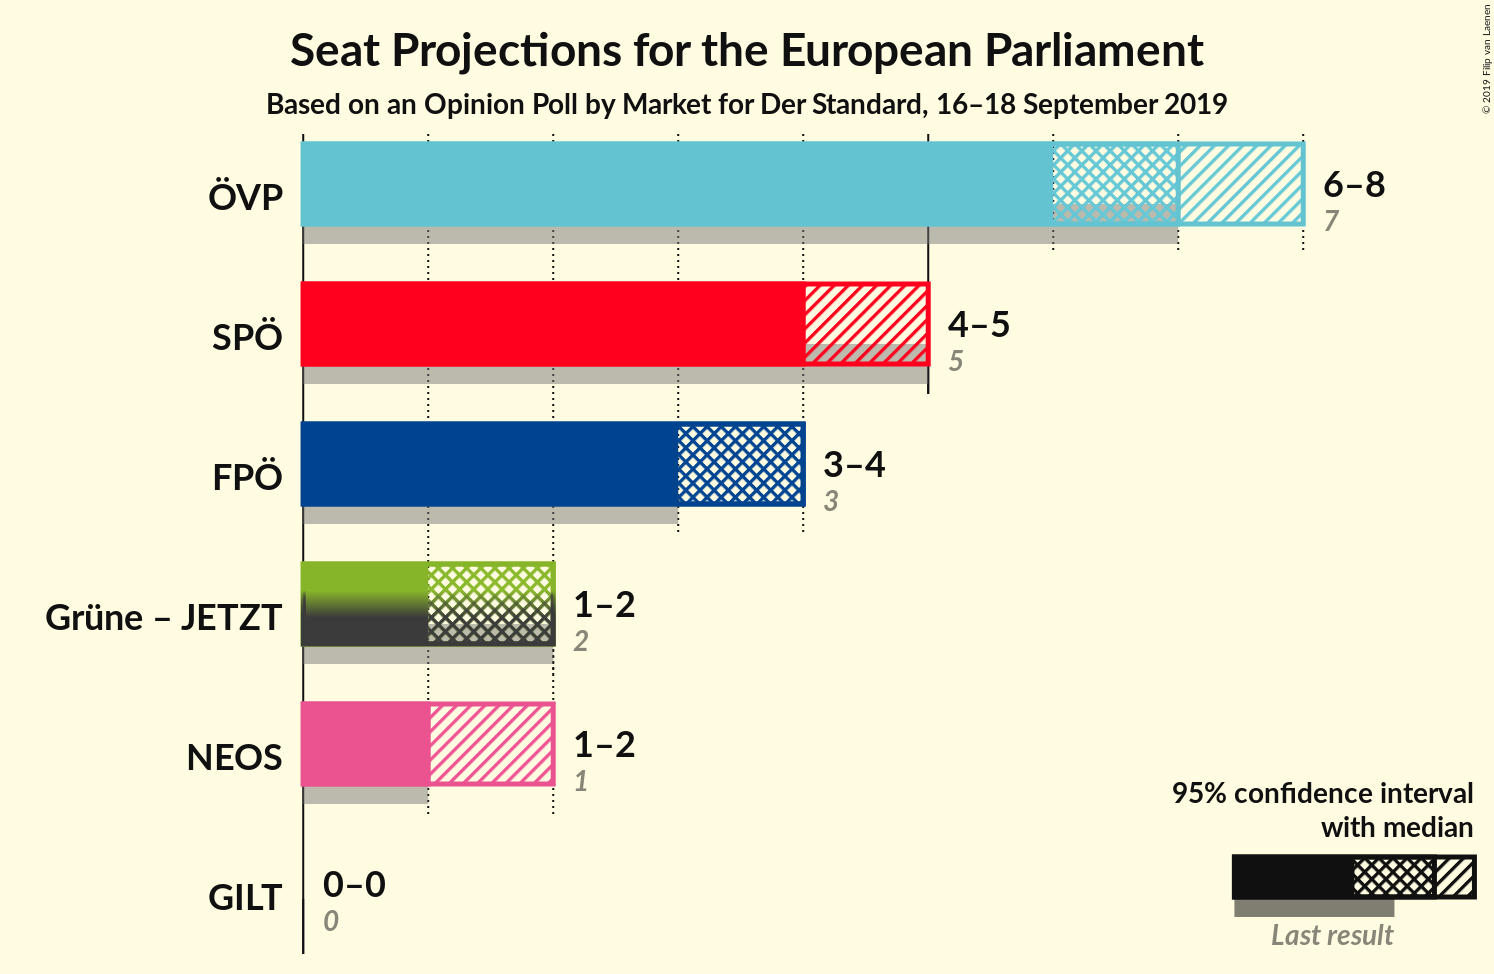 Seat Projections for the European Parliament
Based on an Opinion Poll by Market for Der Standard, 16–18 September 2019
© 2019 Filip van Laenen
ÖVP
6–8
7
SPÖ
4–5
5
FPÖ
3–4
3
Grüne – JETZT
1–2
2
NEOS
1–2
1
GILT
0–0
0
95% confidence interval
with median
Last result